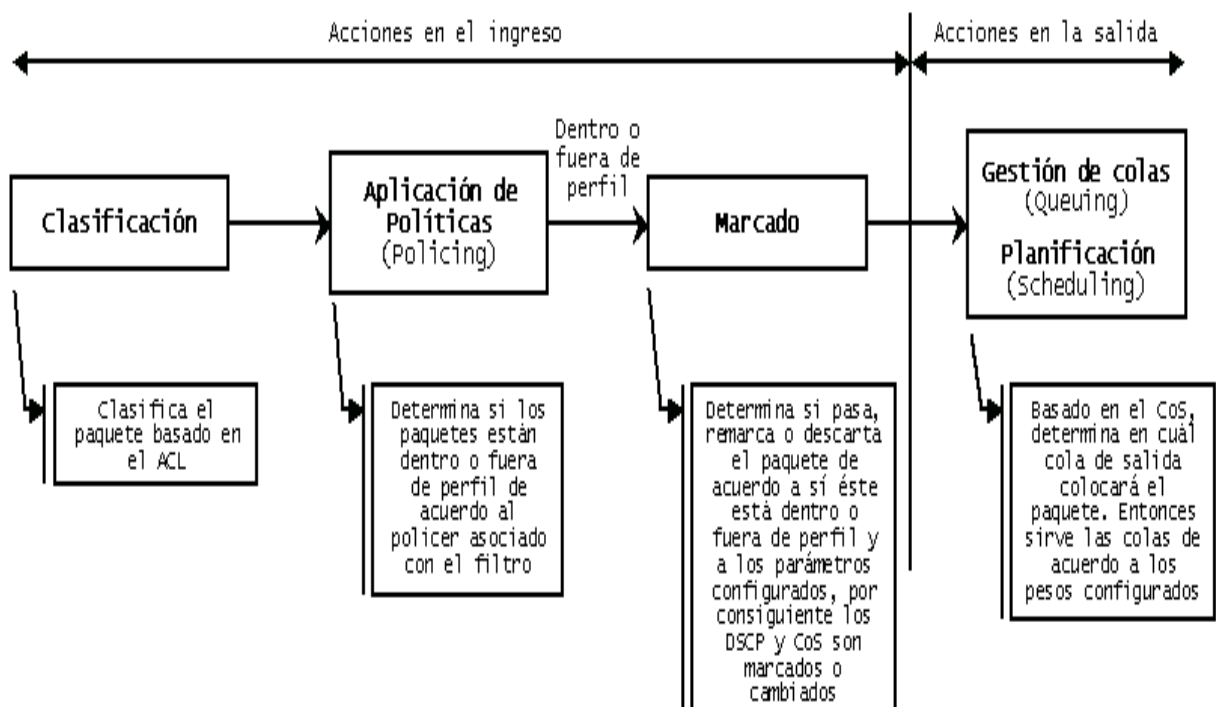 Acciones en el ingreso
Acciones en la salida
Dentro o
fuera de
perfil
Clasificación
Aplicación de
Políticas
(Policing)
Marcado
Gestión de colas
(Queuing)
Planificación
(Scheduling)
Clasifica el
paquete basado en
el ACL
Determina si los
paquetes están
dentro o fuera
de perfil de
acuerdo al
policer asociado
con el filtro
Determina si pasa,
remarca o descarta
el paquete de
acuerdo a sí éste
está dentro o
fuera de perfil y
a los parámetros
configurados, por
consiguiente los
DSCP y CoS son
marcados o
cambiados
Basado en el CoS,
determina en cuál
cola de salida
colocará el
paquete. Entonces
sirve las colas de
acuerdo a los
pesos configurados